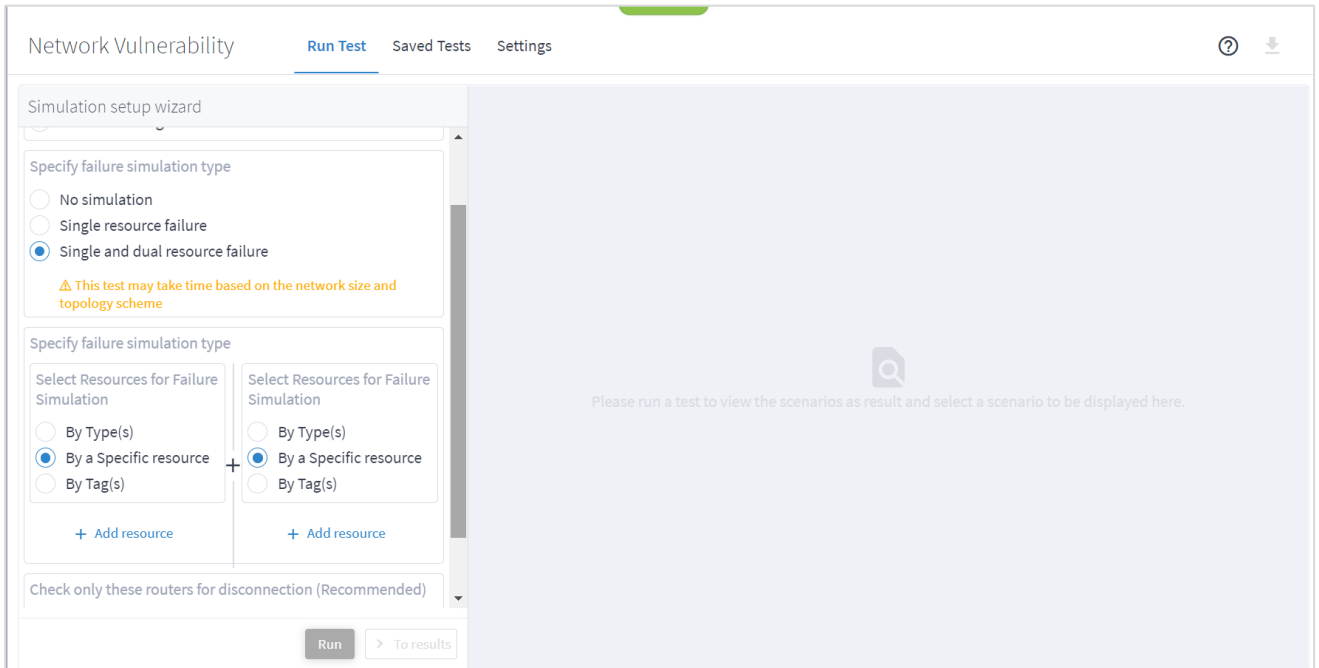 Network Vulnerability
Run Test
Saved Tests
Settings
Simulation setup wizard
Specify failure simulation type
No simulation
Single resource failure
Single and dual resource failure
⚠ This test may take time based on the network size and
topology scheme
Specify failure simulation type
Select Resources for Failure
Simulation
By Type(s)
By a Specific resource
By Tag(s)
+ Add resource
+
Select Resources for Failure
Simulation
By Type(s)
By a Specific resource
By Tag(s)
+ Add resource
Check only these routers for disconnection (Recommended)
Run
> To results
Please run a test to view the scenarios as result and select a scenario to be displayed here.